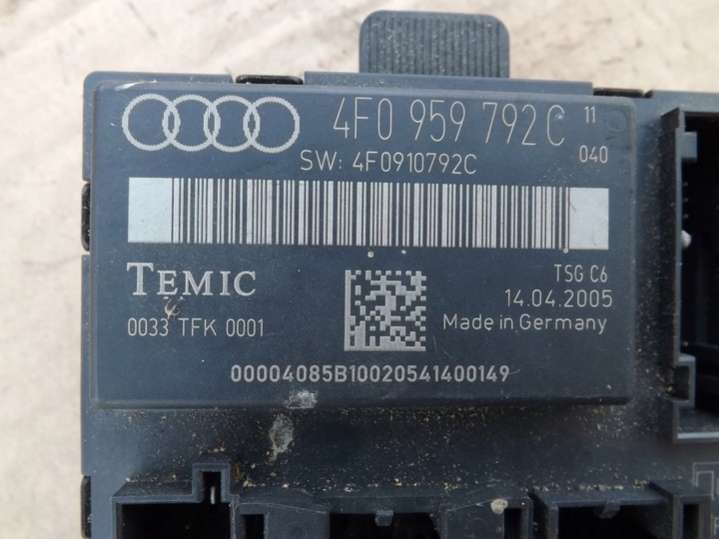 4F0 959 792C 11
040
SW: 4F0910792C
TEMIC
TSG C6
14.04.2005
0033 TFK 0001
Made in Germany
00004085B10020541400149